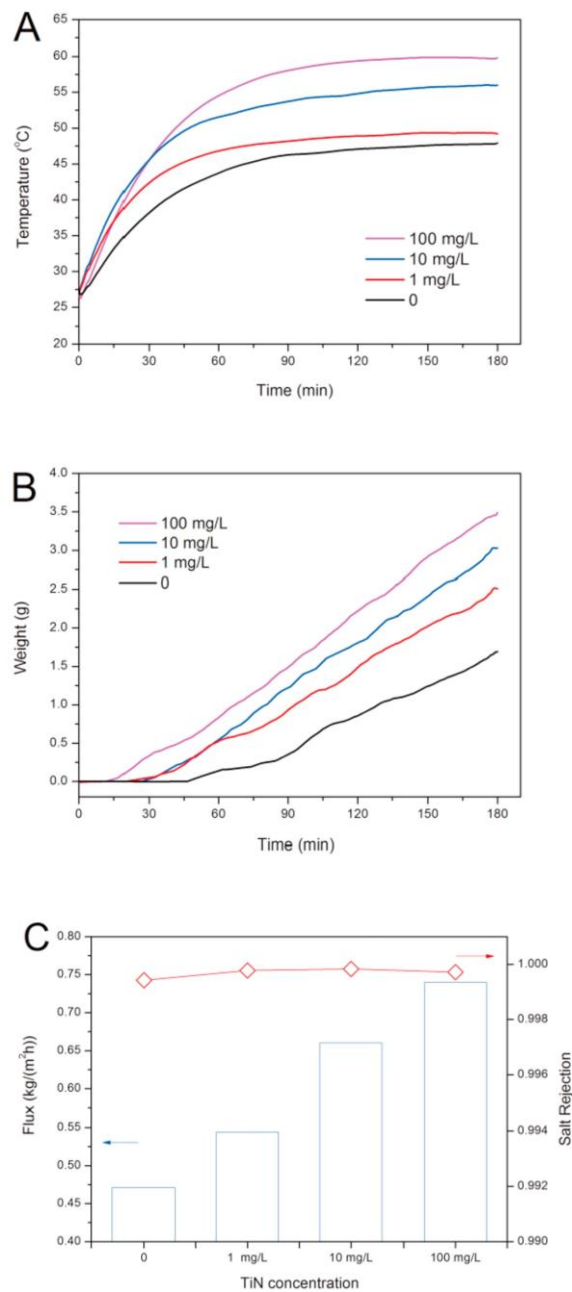 A
65
60
55
50
45
40
35
30
25
20
Temperature (°C)
100 mg/L
10 mg/L
1 mg/L
0
0 30 60 90 120 150 180
Time (min)
B
4.0
3.5
3.0
2.5
2.0
1.5
1.0
0.5
0.0
Weight (g)
100 mg/L
10 mg/L
1 mg/L
0
0 30 60 90 120 150 180
Time (min)
C
0.80
0.75
0.70
0.65
0.60
0.55
0.50
0.45
0.40
Flux (kg/(m²h))
1.000
0.998
0.996
0.994
0.992
0.990
Salt Rejection
0 1 mg/L 10 mg/L 100 mg/L
TiN concentration